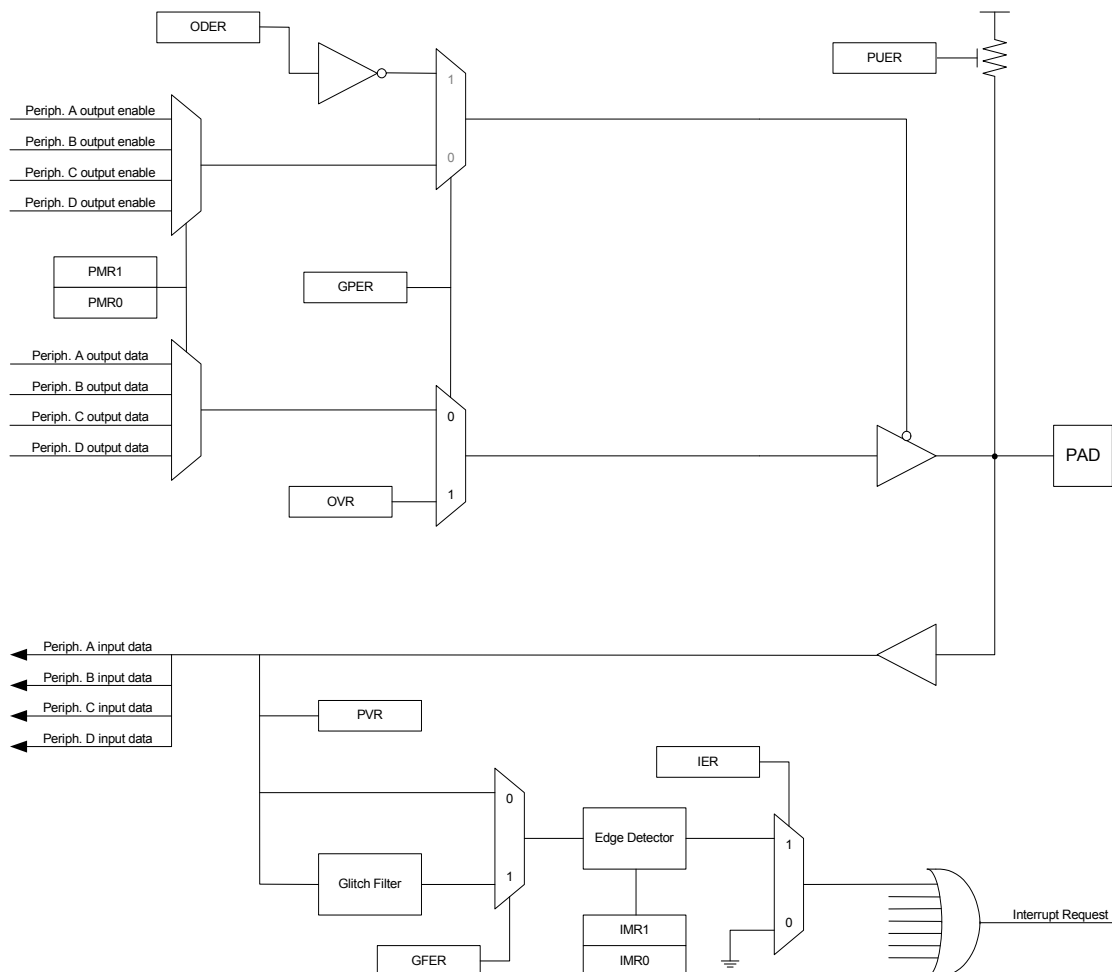 ODER
PUER
1
Periph. A output enable
Periph. B output enable
0
Periph. C output enable
Periph. D output enable
PMR1
GPER
PMR0
Periph. A output data
Periph. B output data
0
Periph. C output data
Periph. D output data
PAD
OVR
1
Periph. A input data
Periph. B input data
Periph. C input data
PVR
Periph. D input data
IER
0
Edge Detector
1
Glitch Filter
1
0
Interrupt Request
IMR1
GFER
IMR0